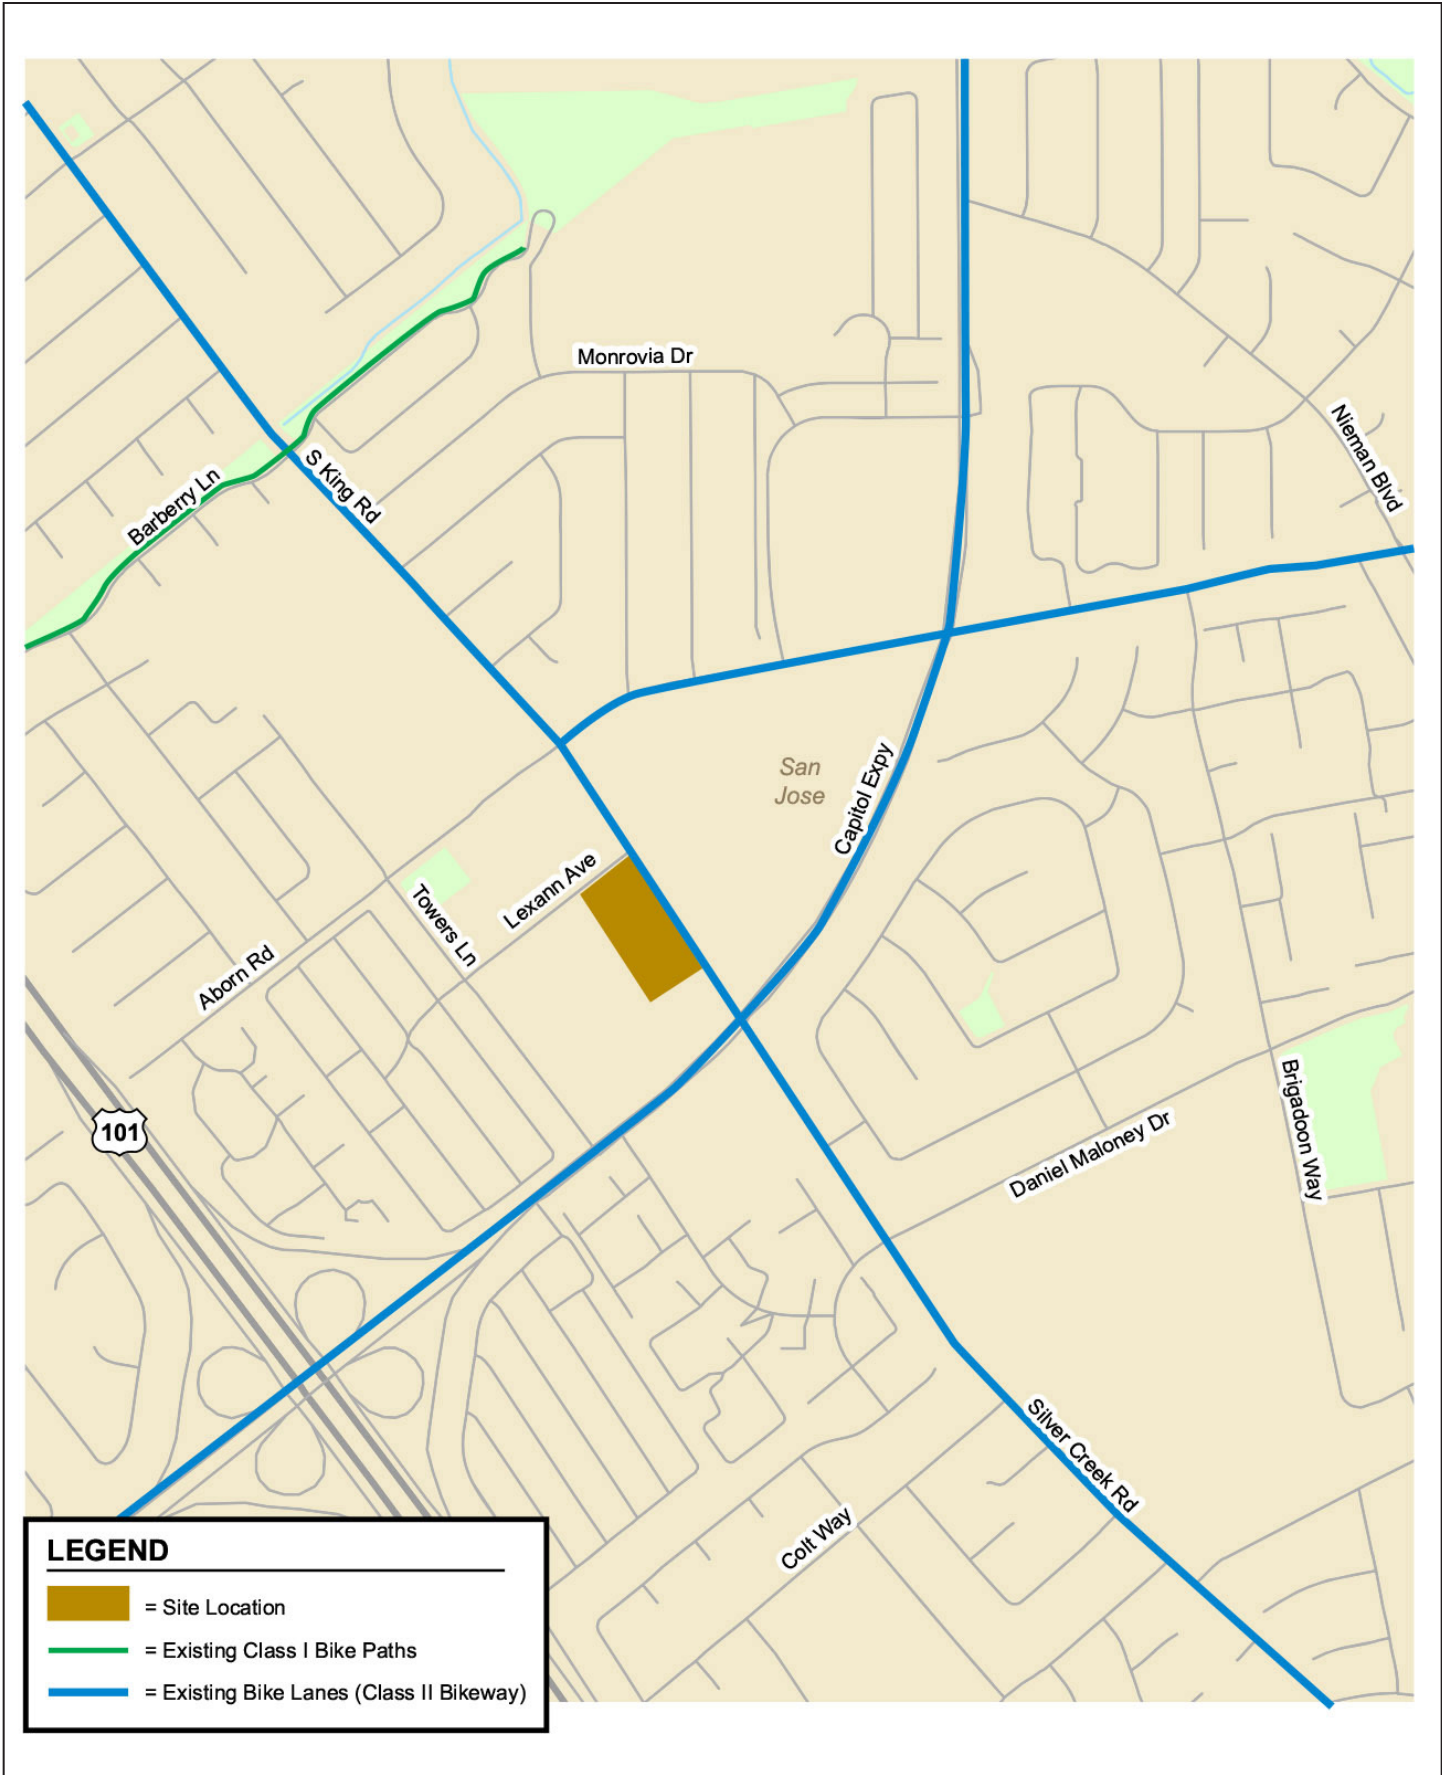 Monrovia Dr
Nieman Blvd
S King Rd
Barberry Ln
San
Jose
Capitol Expy
Lexann Ave
Towers Ln
Aborn Rd
101
Brigadoon Way
Daniel Maloney Dr
Silver Creek Rd
Colt Way
LEGEND
= Site Location
= Existing Class I Bike Paths
= Existing Bike Lanes (Class II Bikeway)